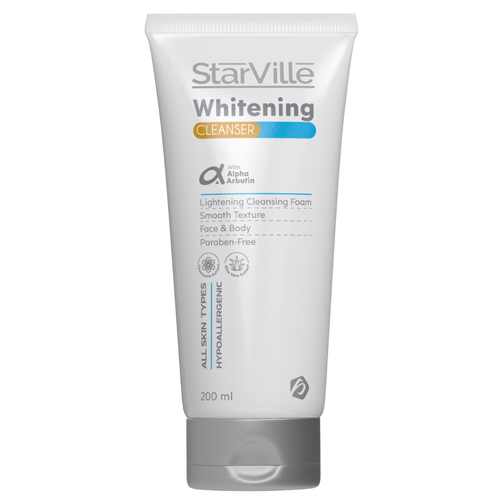 StarVille
Whitening
CLEANSER
With
Alpha
Arbutin
Lightening Cleansing Foam
Smooth Texture
Face & Body
Paraben-Free
ALL SKIN TYPES
HYPOALLERGENIC
200 ml